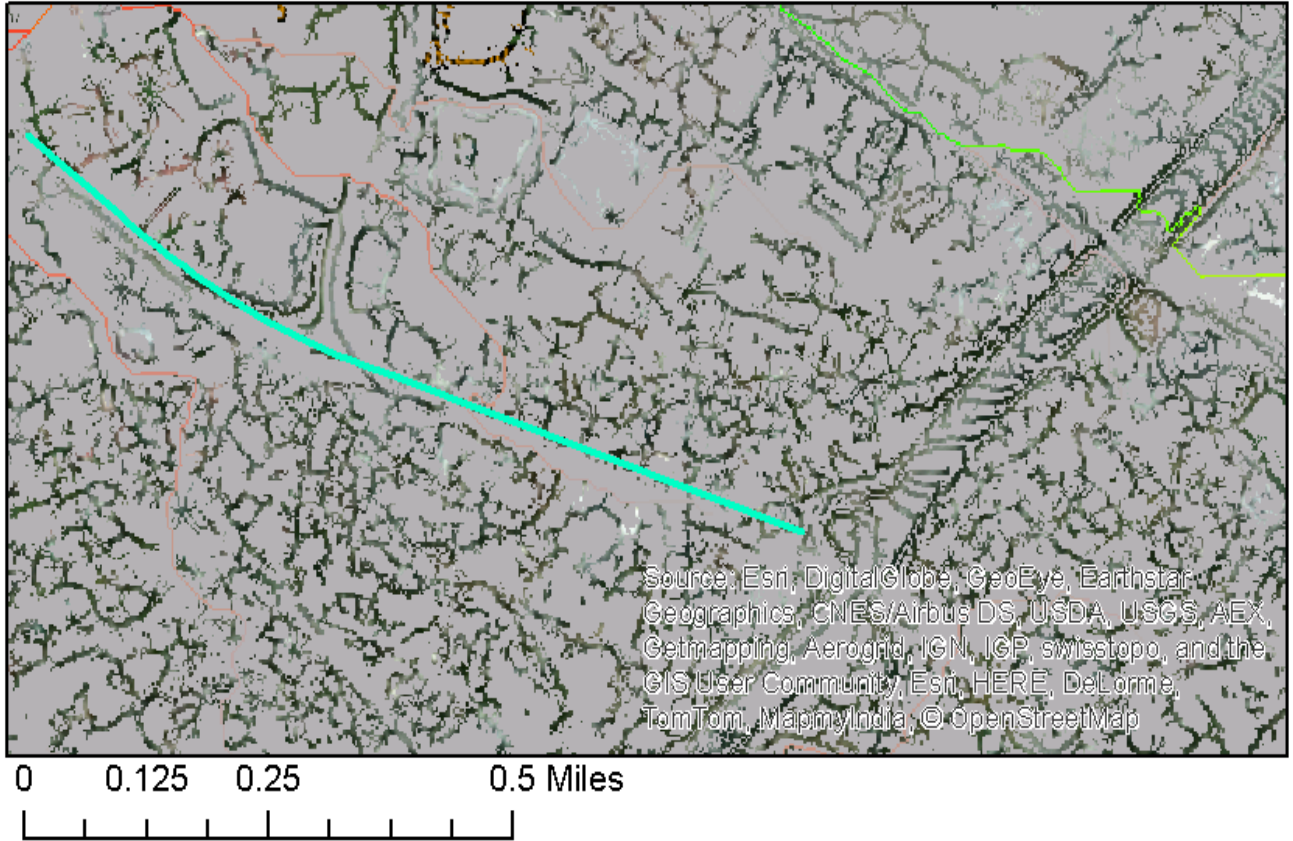 Source: Esri, DigitalGlobe, GeoEye, Earthstar
Geographics, CNES/Airbus DS, USDA, USGS, AEX,
Getmapping, Aerogrid, IGN, IGP, swisstopo, and the
GIS User Community, Esri, HERE, DeLorme,
TomTom, MapmyIndia, © OpenStreetMap
0 0.125 0.25 0.5 Miles